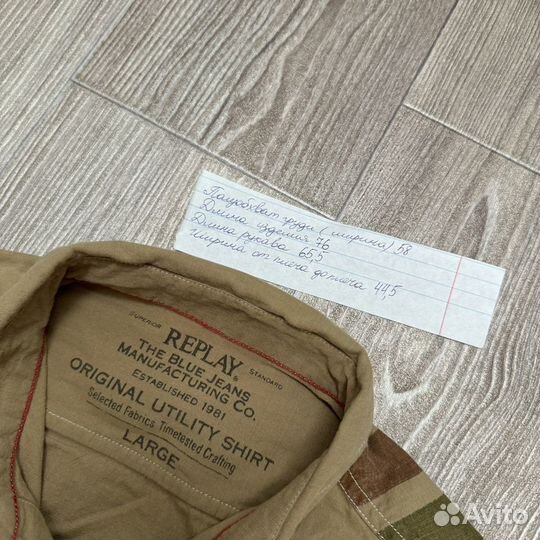 Полуобхват груди (ширина) 58
Длина изделия 76
Длина рукава 65,5
Ширина от плеча до плеча 44,5
SUPERIOR REPLAY STANDARD
THE BLUE JEANS
MANUFACTURING CO.
ESTABLISHED 1981
ORIGINAL UTILITY SHIRT
Selected Fabrics Timetested Crafting
LARGE
Avito